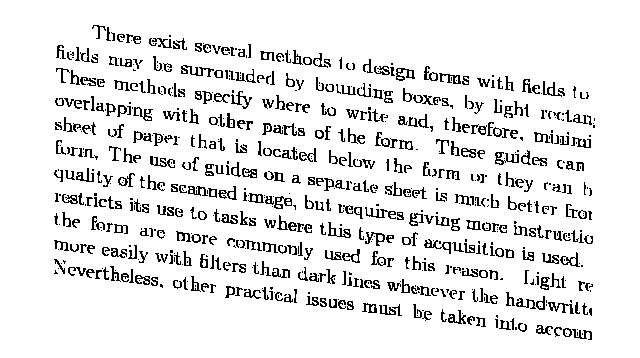 There exist several methods to design forms with fields to
fields may be surrounded by bounding boxes, by light rectan
These methods specify where to write and, therefore, minimi
overlapping with other parts of the form. These guides can
sheet of paper that is located below the form or they can b
form. The use of guides on a separate sheet is much better from
quality of the scanned image, but requires giving more instructio
restricts its use to tasks where this type of acquisition is used.
the form are more commonly used for this reason. Light re
more easily with filters than dark lines whenever the handwritte
Nevertheless, other practical issues must be taken into accoun